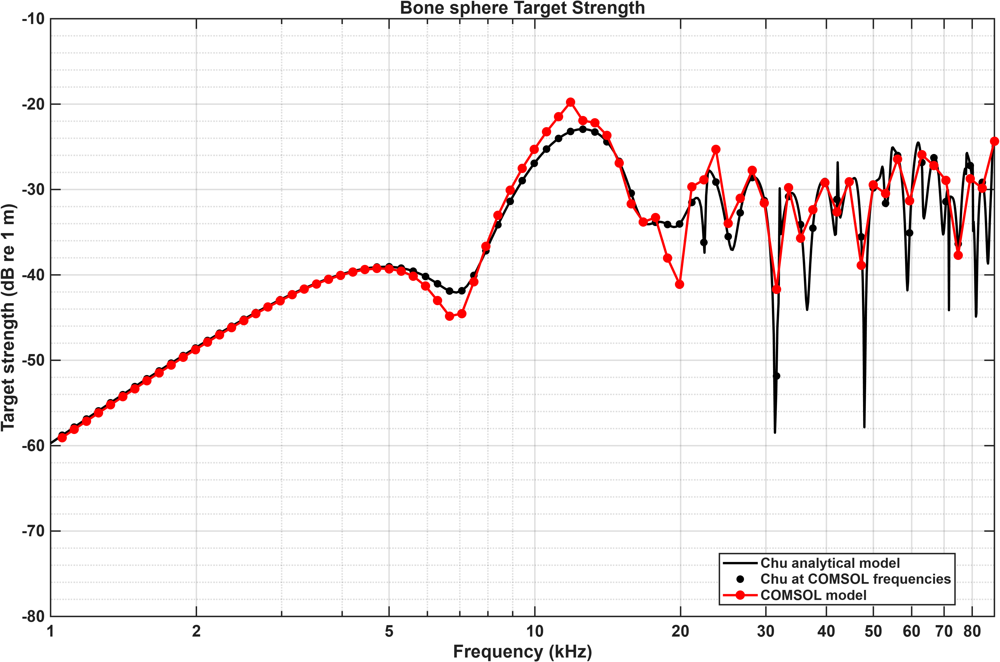 Bone sphere Target Strength
-10
-20
-30
-40
-50
-60
-70
-80
Target strength (dB re 1 m)
1 2 5 10 20 30 40 50 60 70 80
Frequency (kHz)
Chu analytical model
Chu at COMSOL frequencies
COMSOL model